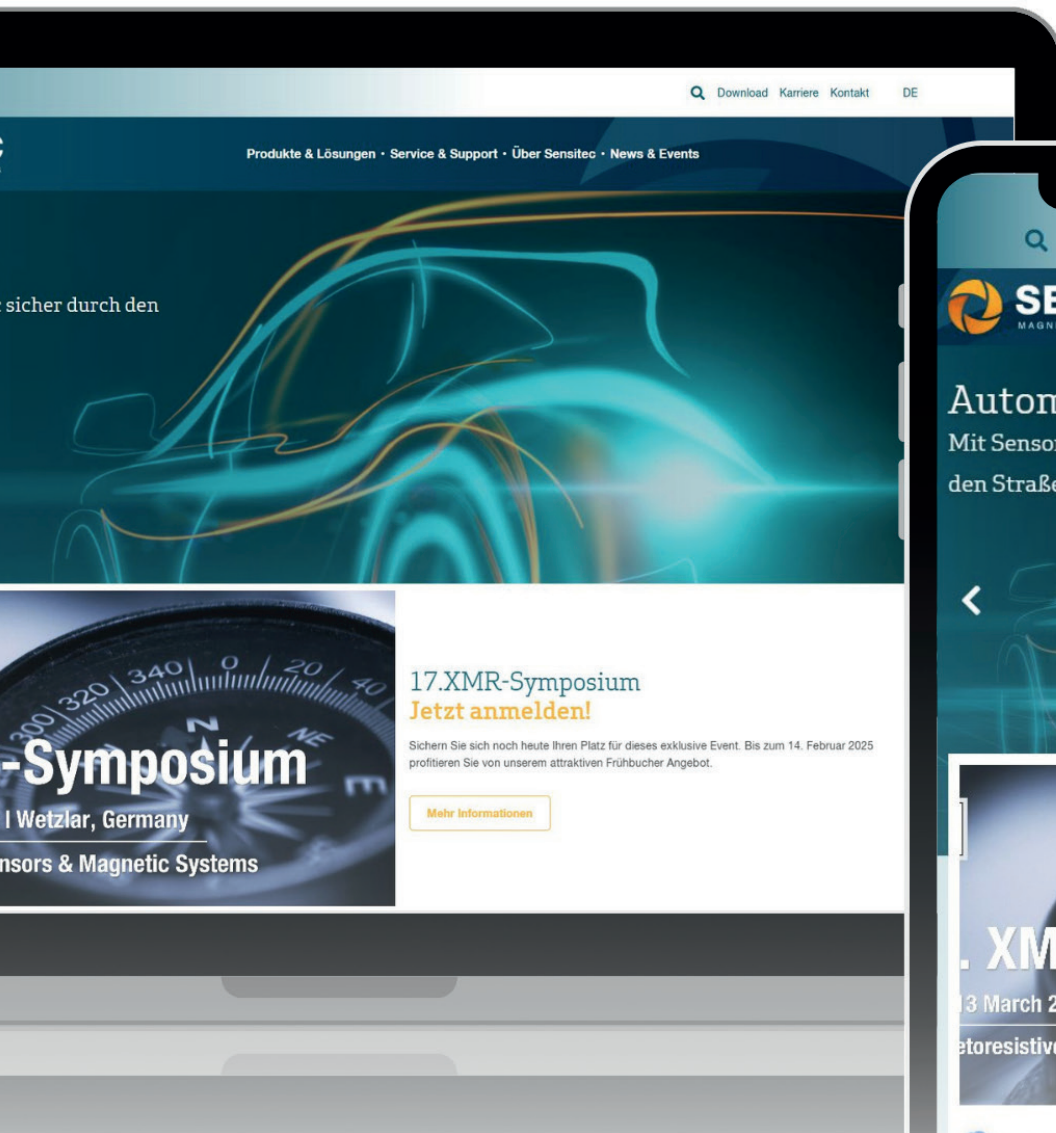 Download Karriere Kontakt DE
Produkte & Lösungen · Service & Support · Über Sensitec · News & Events
sicher durch den
17.XMR-Symposium
Jetzt anmelden!
Sichern Sie sich noch heute Ihren Platz für dieses exklusive Event. Bis zum 14. Februar 2025
profitieren Sie von unserem attraktiven Frühbucher Angebot.
Mehr Informationen
300 320 340 0 20 40
N NE E
-Symposium
| Wetzlar, Germany
nsors & Magnetic Systems
SE
MAGN
Autom
Mit Sensor
den Straße
. XM
13 March 2
etoresistive